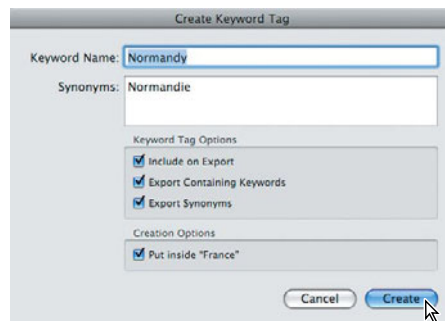 Create Keyword Tag
Keyword Name: Normandy
Synonyms: Normandie
Keyword Tag Options
Include on Export
Export Containing Keywords
Export Synonyms
Creation Options
Put inside "France"
Cancel Create